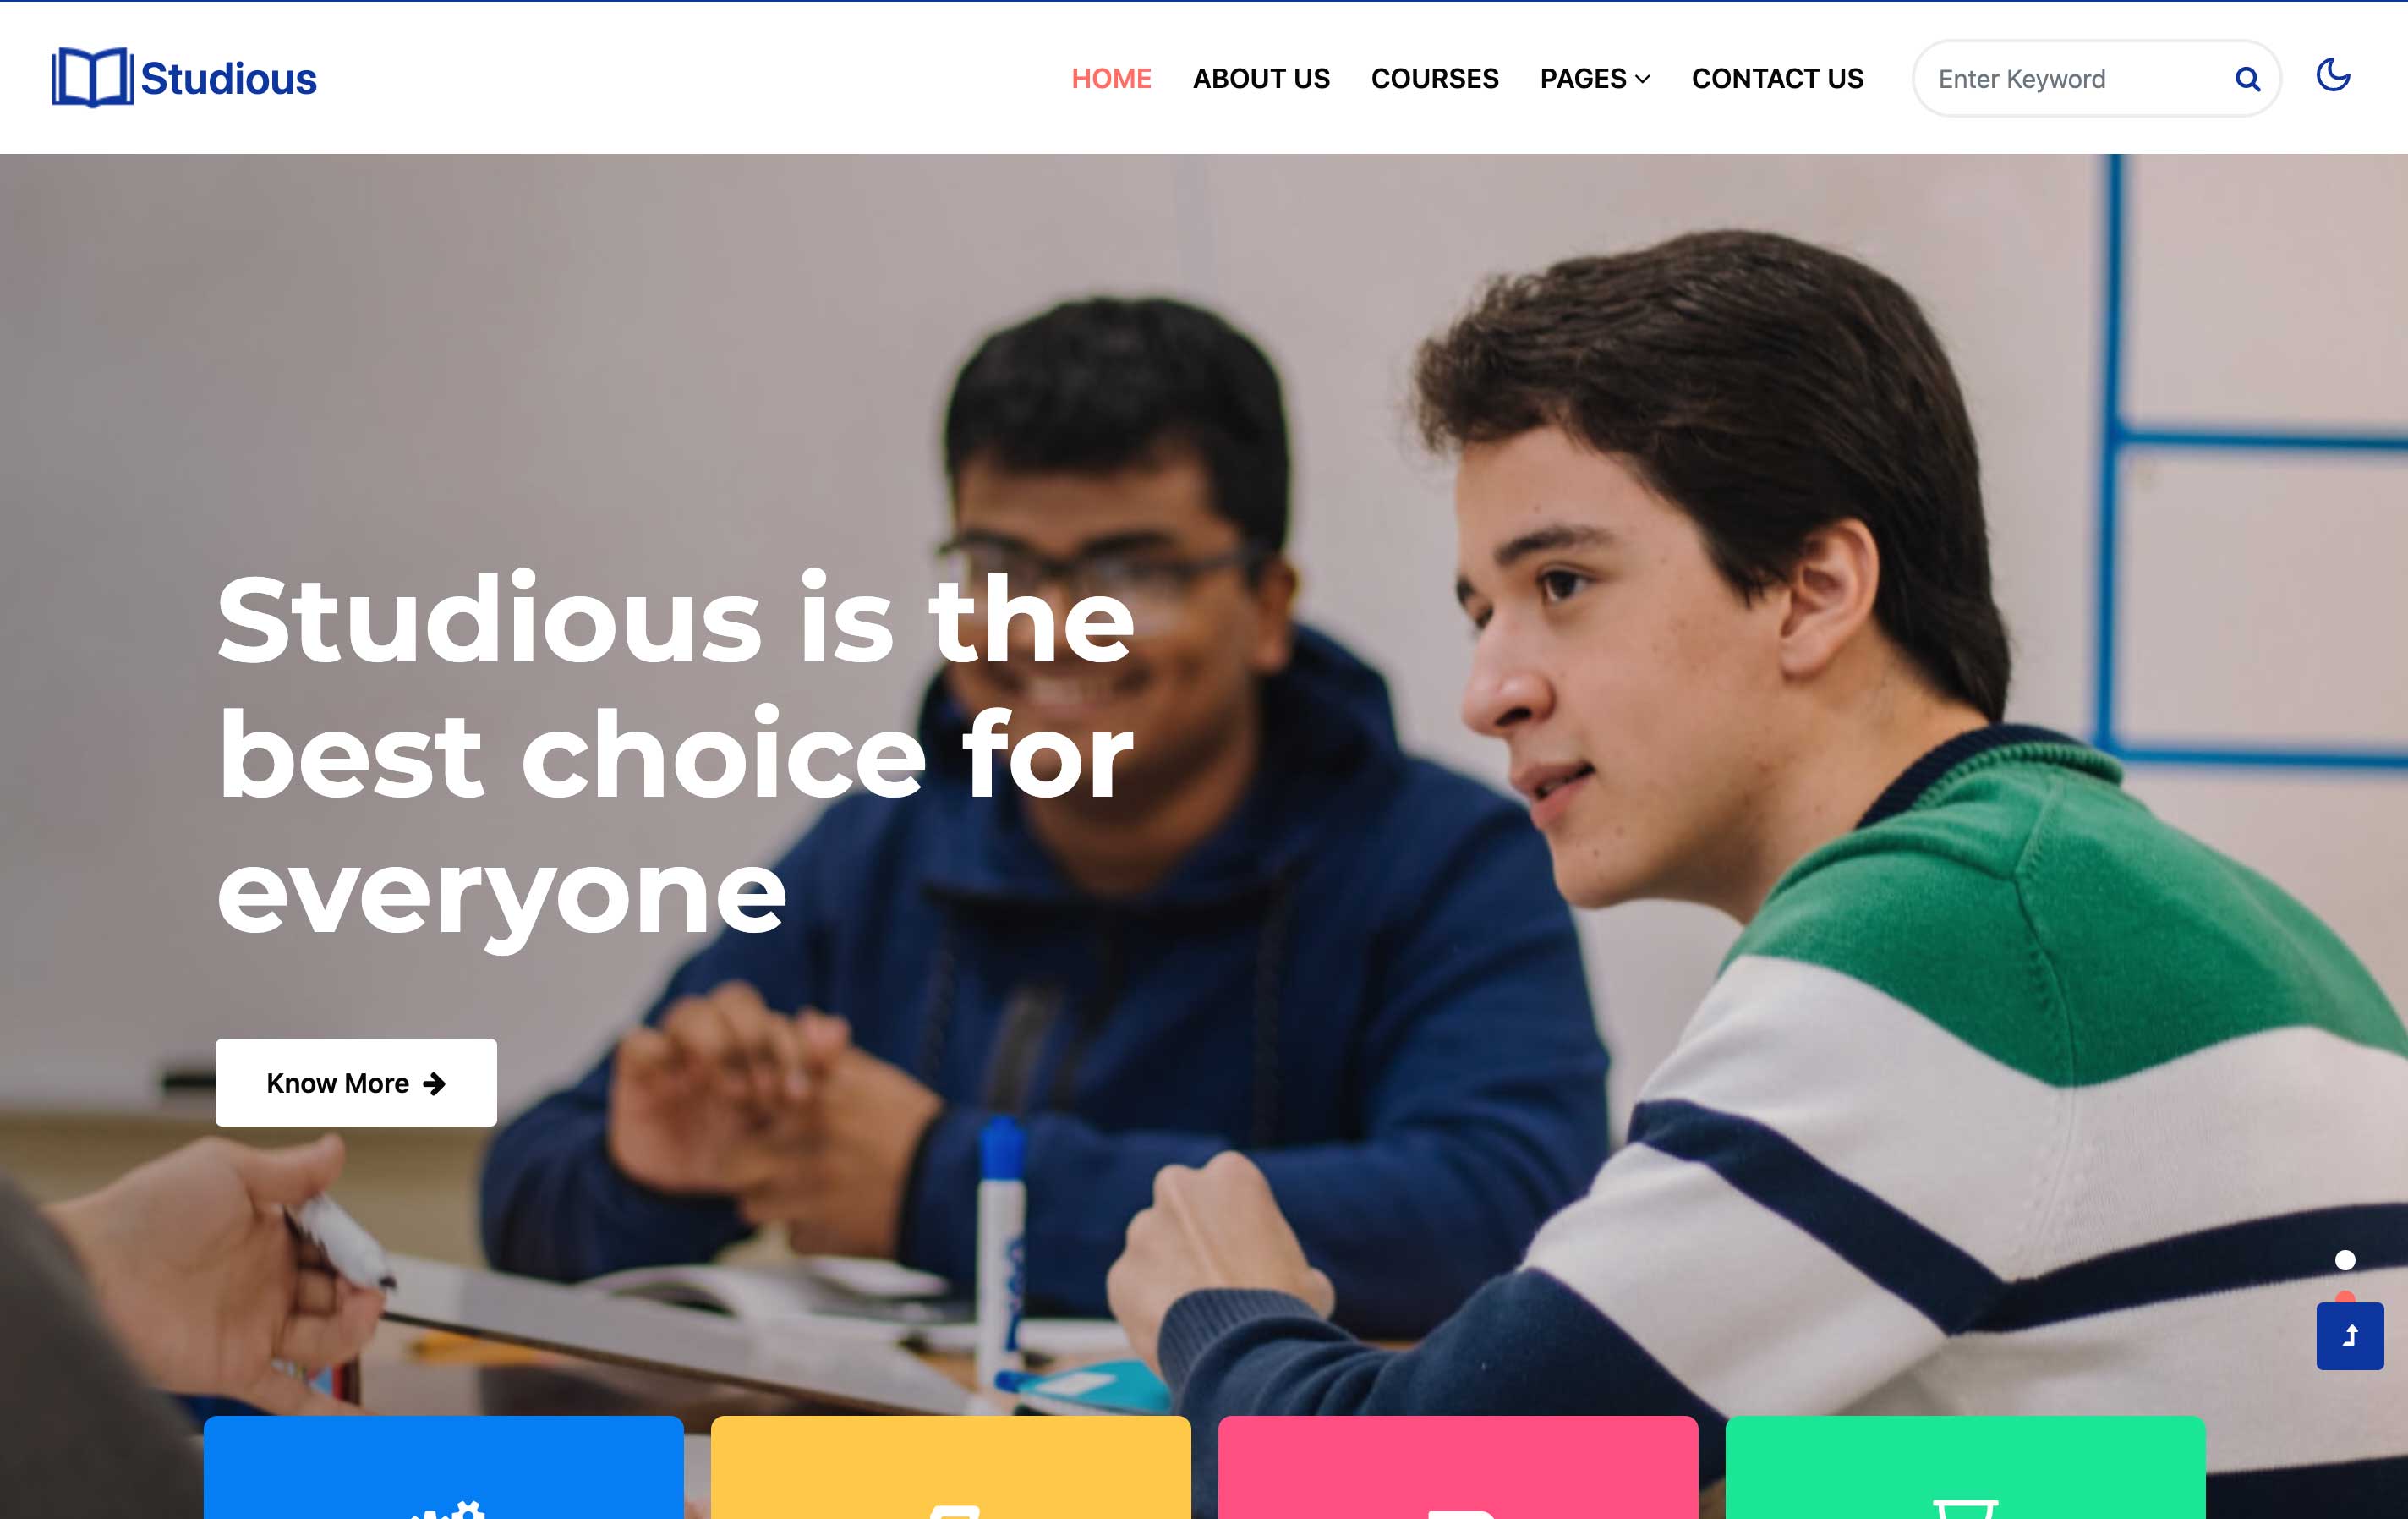 Studious
HOME ABOUT US COURSES PAGES CONTACT US Enter Keyword
Studious is the
best choice for
everyone
Know More